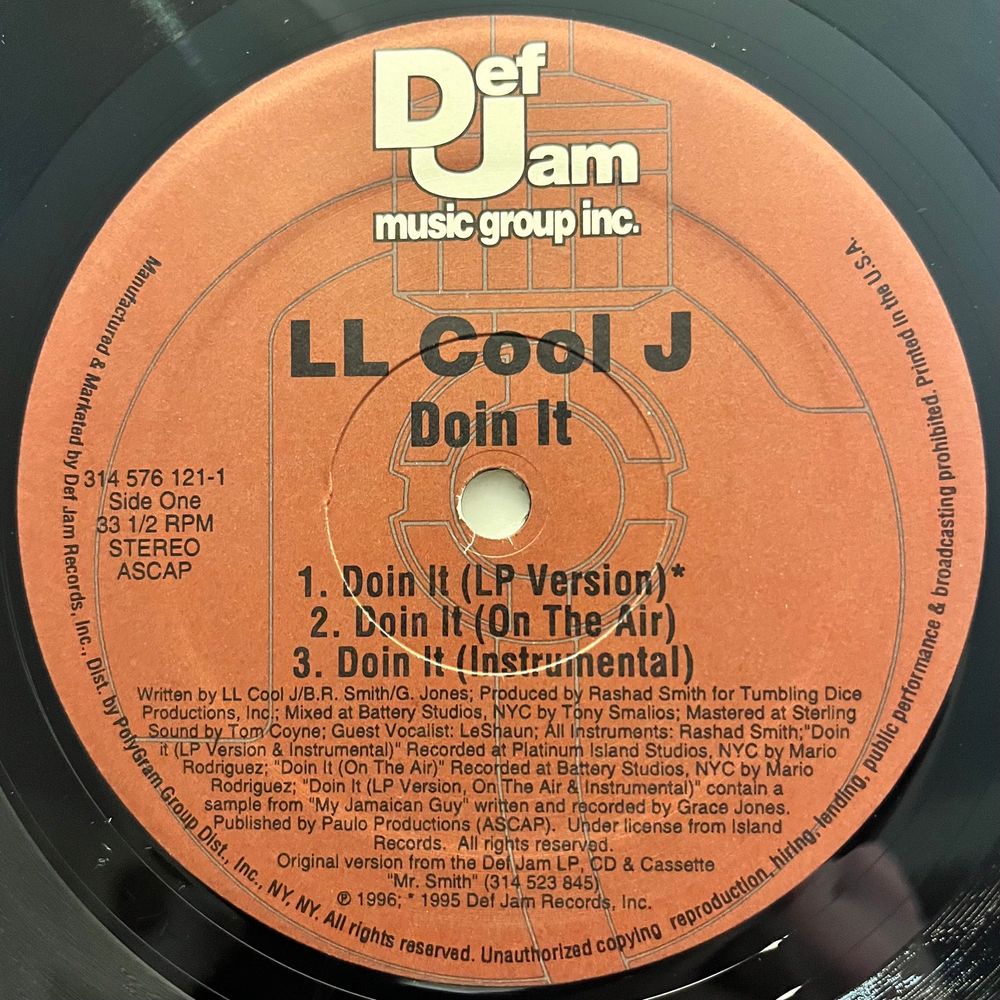 Def
Jam
music group inc.
LL Cool J
Doin It
314 576 121-1
Side One
33 1/2 RPM
STEREO
ASCAP
1. Doin It (LP Version)*
2. Doin It (On The Air)
3. Doin It (Instrumental)
Written by LL Cool J/B.R. Smith/G. Jones; Produced by Rashad Smith for Tumbling Dice
Productions, Inc.; Mixed at Battery Studios, NYC by Tony Smalios; Mastered at Sterling
Sound by Tom Coyne; Guest Vocalist: LeShaun; All Instruments: Rashad Smith;"Doin
it (LP Version & Instrumental)" Recorded at Platinum Island Studios, NYC by Mario
Rodriguez; "Doin It (On The Air)" Recorded at Battery Studios, NYC by Mario
Rodriguez; "Doin It (LP Version, On The Air & Instrumental)" contain a
sample from "My Jamaican Guy" written and recorded by Grace Jones.
Published by Paulo Productions (ASCAP). Under license from Island
Records. All rights reserved.
Original version from the Def Jam LP, CD & Cassette
"Mr. Smith" (314 523 845)
℗ 1996; * 1995 Def Jam Records, Inc.
Manufactured & Marketed by Def Jam Records, Inc., Dist. by PolyGram Group Dist., Inc., NY, NY. All rights reserved. Unauthorized copying reproduction, hiring, lending, public performance & broadcasting prohibited. Printed in the U.S.A.